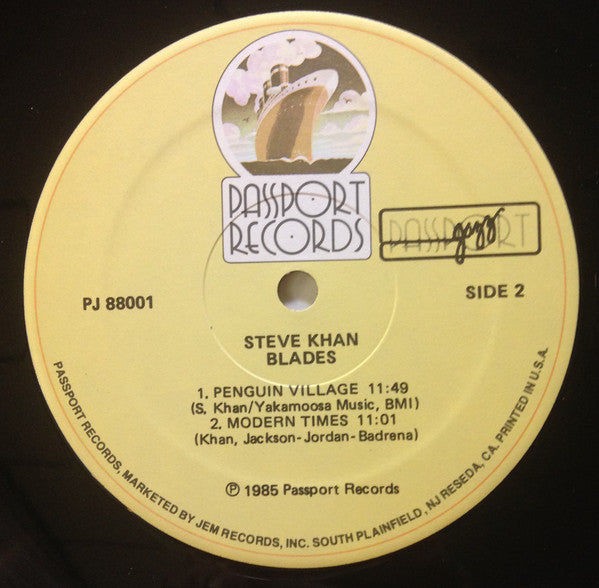 PASSPORT
RECORDS
PASSPORT jazz
PJ 88001
SIDE 2
STEVE KHAN
BLADES
1. PENGUIN VILLAGE 11:49
(S. Khan/Yakamoosa Music, BMI)
2. MODERN TIMES 11:01
(Khan, Jackson-Jordan-Badrena)
℗ 1985 Passport Records
PASSPORT RECORDS, MARKETED BY JEM RECORDS, INC. SOUTH PLAINFIELD, NJ RESEDA, CA. PRINTED IN U.S.A.